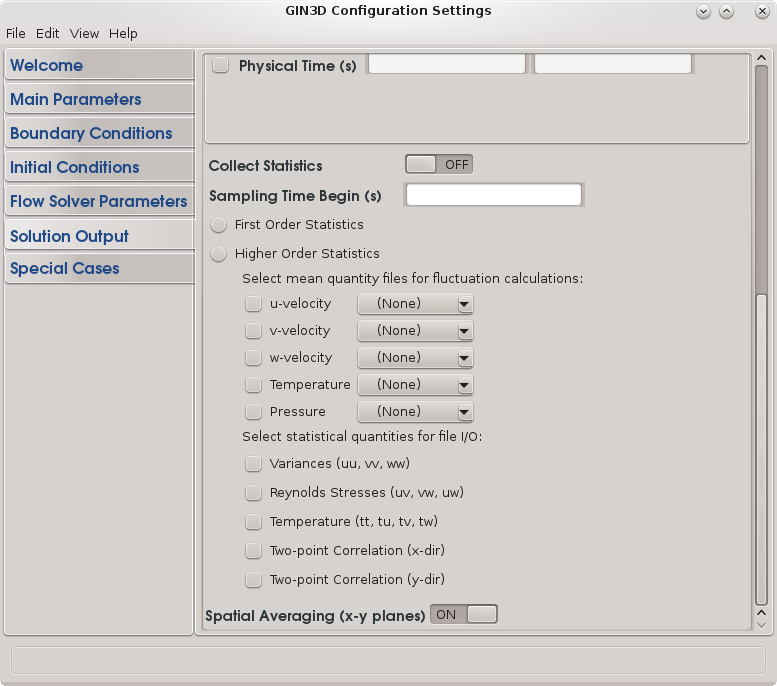 GIN3D Configuration Settings
File Edit View Help
Welcome
Main Parameters
Boundary Conditions
Initial Conditions
Flow Solver Parameters
Solution Output
Special Cases
Physical Time (s)
Collect Statistics OFF
Sampling Time Begin (s)
First Order Statistics
Higher Order Statistics
Select mean quantity files for fluctuation calculations:
u-velocity (None)
v-velocity (None)
w-velocity (None)
Temperature (None)
Pressure (None)
Select statistical quantities for file I/O:
Variances (uu, vv, ww)
Reynolds Stresses (uv, vw, uw)
Temperature (tt, tu, tv, tw)
Two-point Correlation (x-dir)
Two-point Correlation (y-dir)
Spatial Averaging (x-y planes) ON